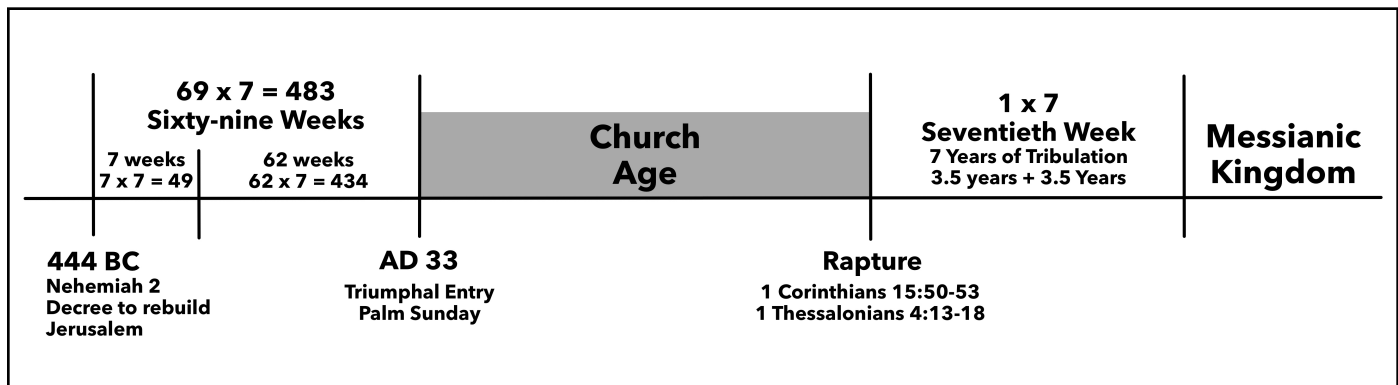 69 x 7 = 483
Sixty-nine Weeks
7 weeks
7 x 7 = 49
62 weeks
62 x 7 = 434
Church
Age
1 x 7
Seventieth Week
7 Years of Tribulation
3.5 years + 3.5 Years
Messianic
Kingdom
444 BC
Nehemiah 2
Decree to rebuild
Jerusalem
AD 33
Triumphal Entry
Palm Sunday
Rapture
1 Corinthians 15:50-53
1 Thessalonians 4:13-18